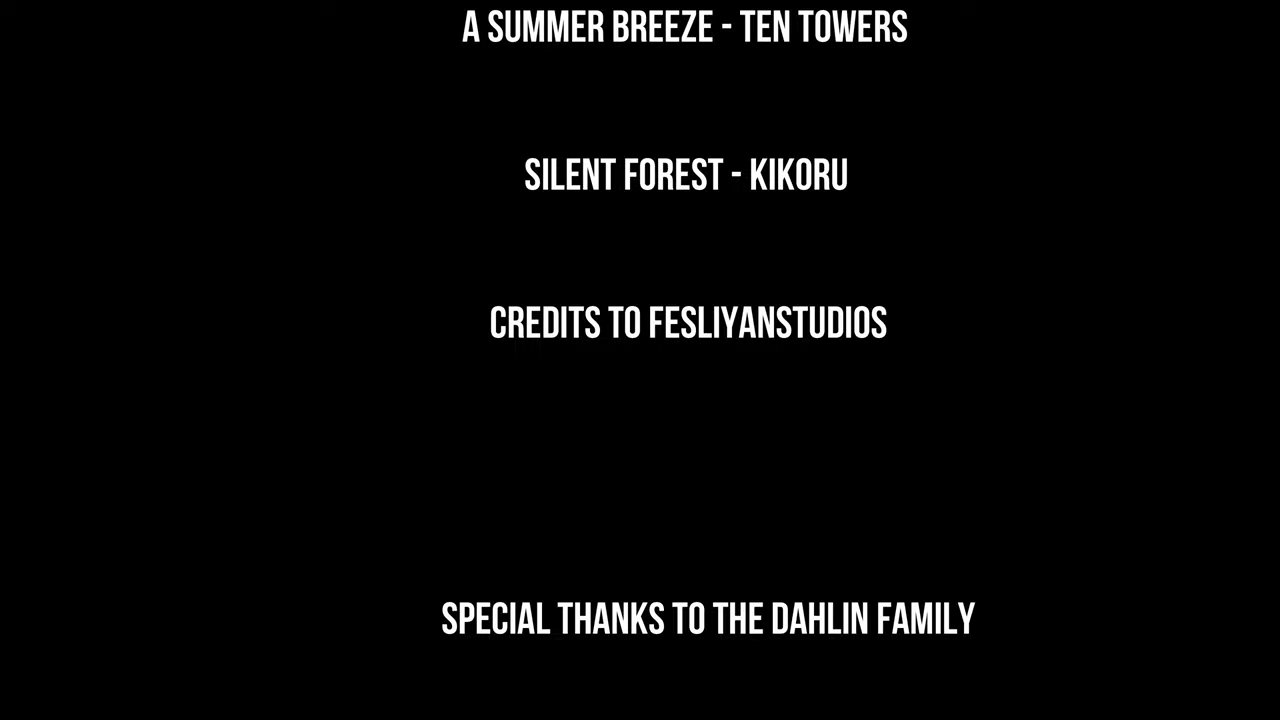 A SUMMER BREEZE - TEN TOWERS
SILENT FOREST - KIKORU
CREDITS TO FESLIYANSTUDIOS
SPECIAL THANKS TO THE DAHLIN FAMILY